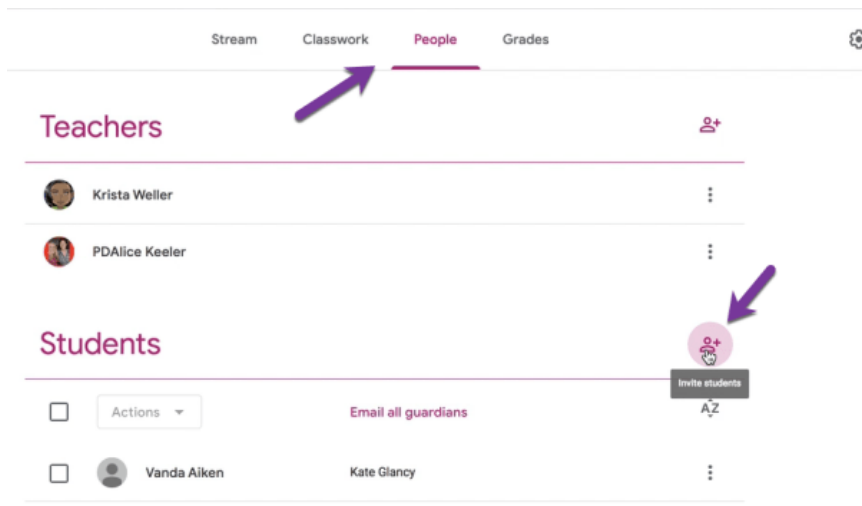 Stream Classwork People Grades
Teachers
Krista Weller
PDAlice Keeler
Students
Invite students
Actions Email all guardians AZ
Vanda Aiken Kate Glancy